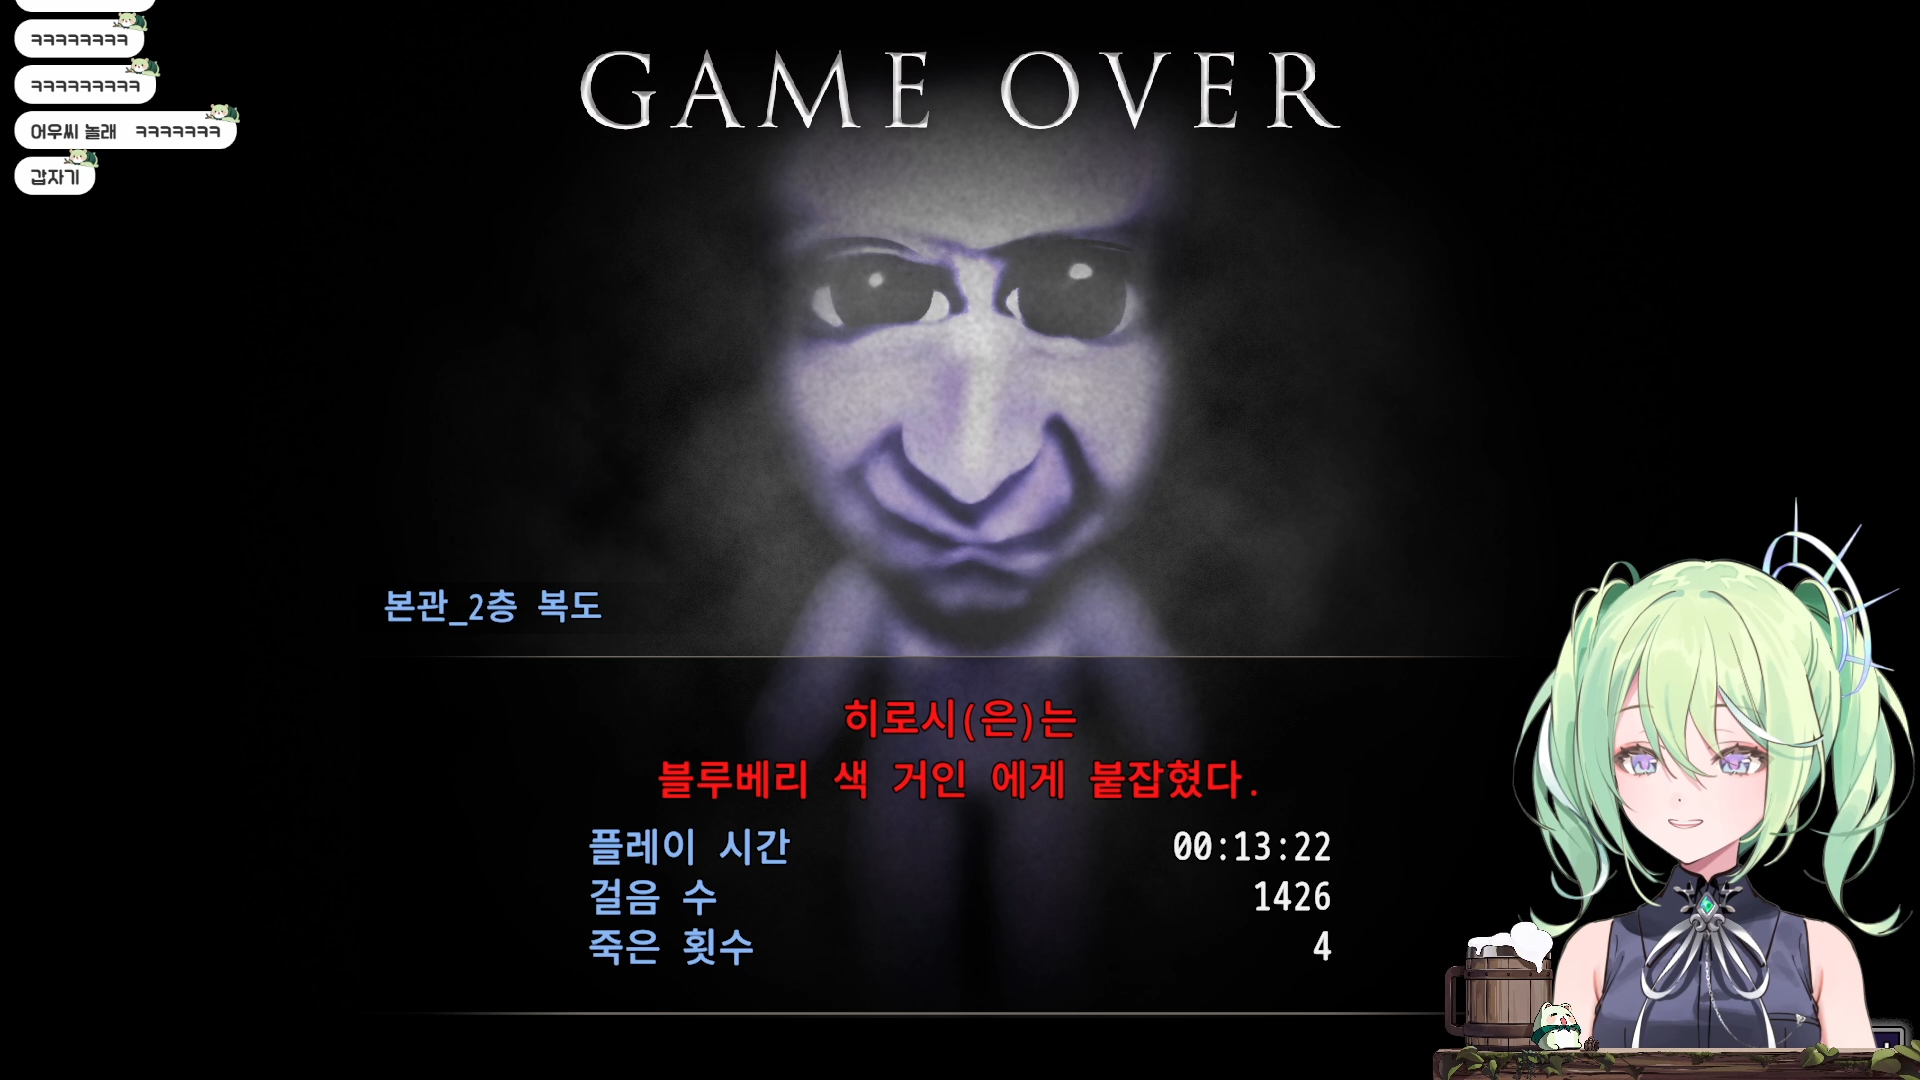 ㅋㅋㅋㅋㅋㅋㅋㅋ
ㅋㅋㅋㅋㅋㅋㅋㅋㅋ
어우씨 놀래 ㅋㅋㅋㅋㅋㅋㅋ
갑자기
GAME OVER
본관_2층 복도
히로시(은)는
블루베리 색 거인 에게 붙잡혔다.
플레이 시간 00:13:22
걸음 수 1426
죽은 횟수 4